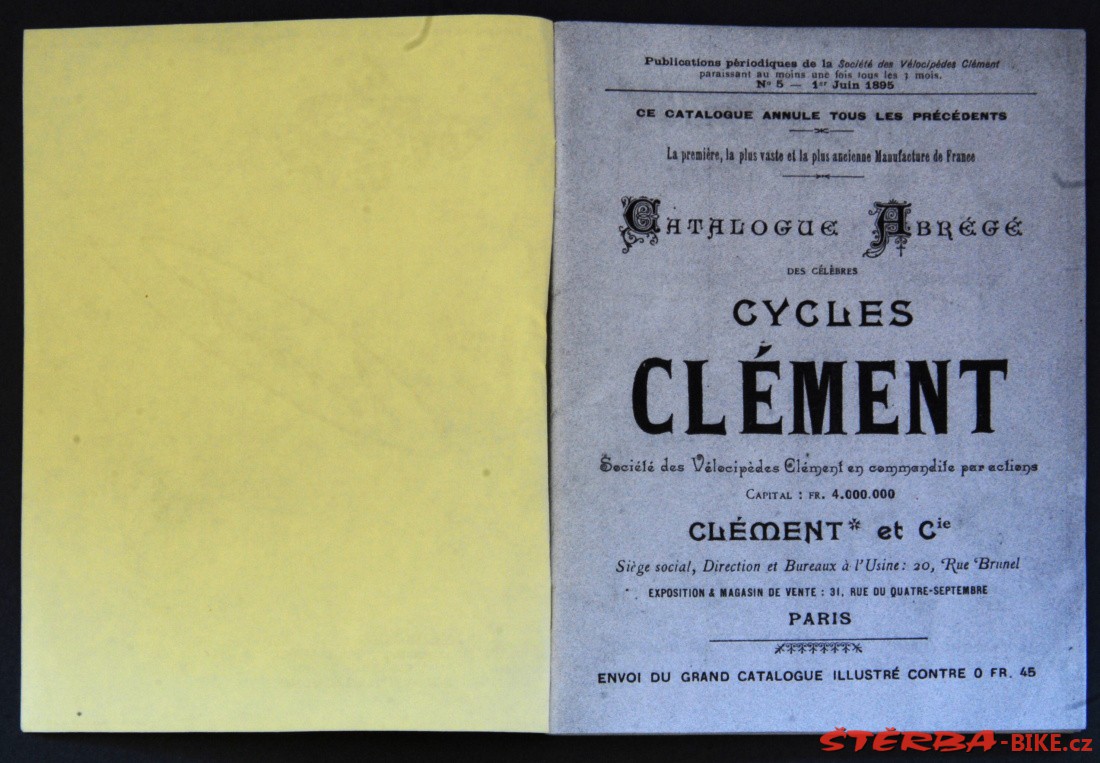 Publications périodiques de la Société des Vélocipèdes Clément
paraissant au moins une fois tous les 3 mois.
N° 5 — 1er Juin 1895
CE CATALOGUE ANNULE TOUS LES PRÉCÉDENTS
La première, la plus vaste et la plus ancienne Manufacture de France
CATALOGUE ABRÉGÉ
DES CÉLÈBRES
CYCLES
CLÉMENT
Société des Vélocipèdes Clément en commandite par actions
CAPITAL : FR. 4.000.000
CLÉMENT* et Cie
Siège social, Direction et Bureaux à l'Usine : 20, Rue Brunel
EXPOSITION & MAGASIN DE VENTE : 31, RUE DU QUATRE-SEPTEMBRE
PARIS
ENVOI DU GRAND CATALOGUE ILLUSTRÉ CONTRE 0 FR. 45
ŠTĚRBA-BIKE.cz